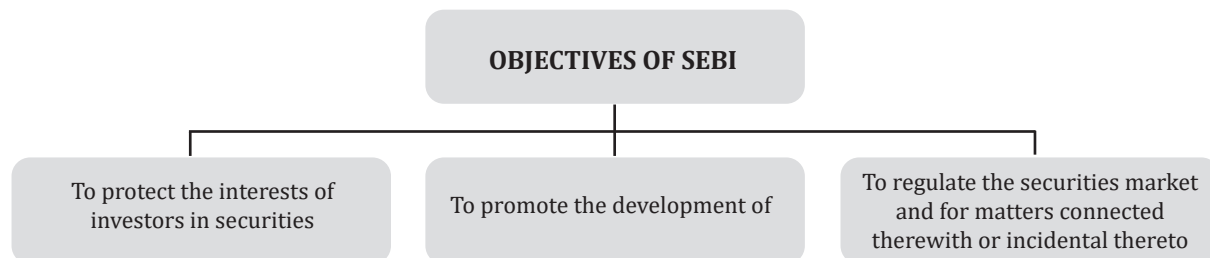 OBJECTIVES OF SEBI
To protect the interests of
investors in securities
To promote the development of
To regulate the securities market
and for matters connected
therewith or incidental thereto